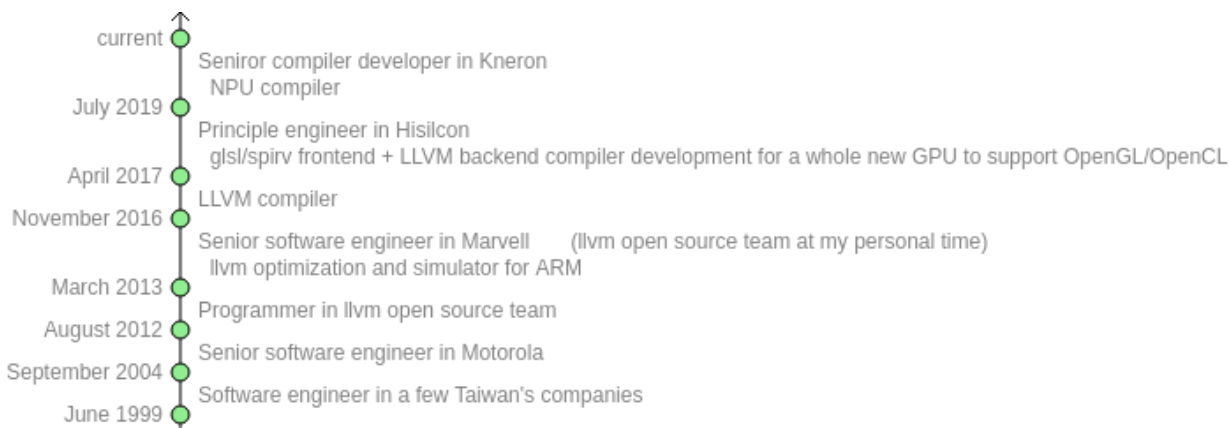 current
Seniror compiler developer in Kneron
NPU compiler
July 2019
Principle engineer in Hisilcon
glsl/spirv frontend + LLVM backend compiler development for a whole new GPU to support OpenGL/OpenCL
April 2017
LLVM compiler
November 2016
Senior software engineer in Marvell (llvm open source team at my personal time)
llvm optimization and simulator for ARM
March 2013
Programmer in llvm open source team
August 2012
Senior software engineer in Motorola
September 2004
Software engineer in a few Taiwan's companies
June 1999